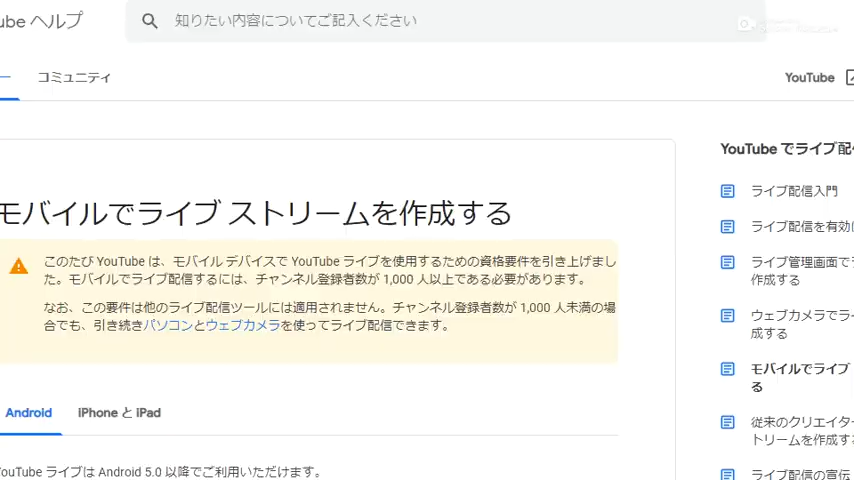 ube ヘルプ
知りたい内容についてご記入ください
コミュニティ
YouTube
モバイルでライブ ストリームを作成する
このたび YouTube は、モバイル デバイスで YouTube ライブを使用するための資格要件を引き上げまし
た。モバイルでライブ配信するには、チャンネル登録者数が 1,000 人以上である必要があります。
なお、この要件は他のライブ配信ツールには適用されません。チャンネル登録者数が 1,000 人未満の場
合でも、引き続きパソコンとウェブカメラを使ってライブ配信できます。
Android
iPhone と iPad
YouTube ライブは Android 5.0 以降でご利用いただけます。
YouTube でライブ配
ライブ配信入門
ライブ配信を有効
ライブ管理画面で
作成する
ウェブカメラでラ
成する
モバイルでライブ
る
従来のクリエイター
トリームを作成す
ライブ配信の宣伝